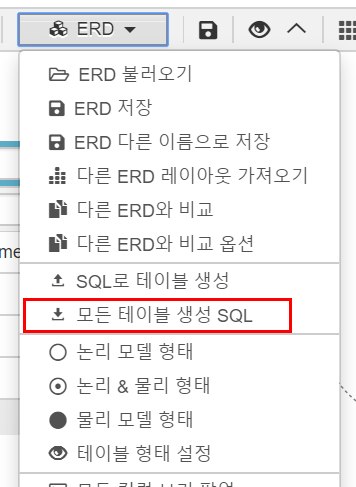 ERD
ERD 불러오기
ERD 저장
ERD 다른 이름으로 저장
다른 ERD 레이아웃 가져오기
다른 ERD와 비교
다른 ERD와 비교 옵션
me
SQL로 테이블 생성
모든 테이블 생성 SQL
논리 모델 형태
논리 & 물리 형태
물리 모델 형태
테이블 형태 설정